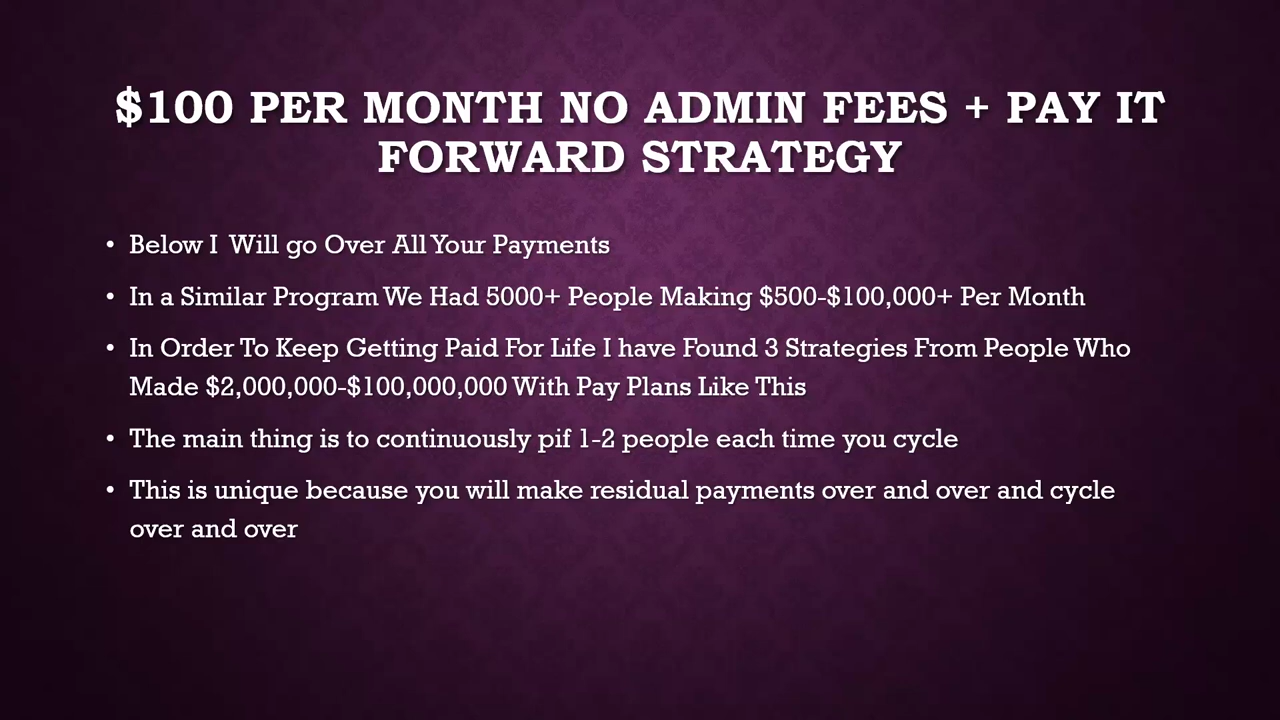 $100 PER MONTH NO ADMIN FEES + PAY IT
FORWARD STRATEGY
• Below I Will go Over All Your Payments
• In a Similar Program We Had 5000+ People Making $500-$100,000+ Per Month
• In Order To Keep Getting Paid For Life I have Found 3 Strategies From People Who
Made $2,000,000-$100,000,000 With Pay Plans Like This
• The main thing is to continuously pif 1-2 people each time you cycle
• This is unique because you will make residual payments over and over and cycle
over and over